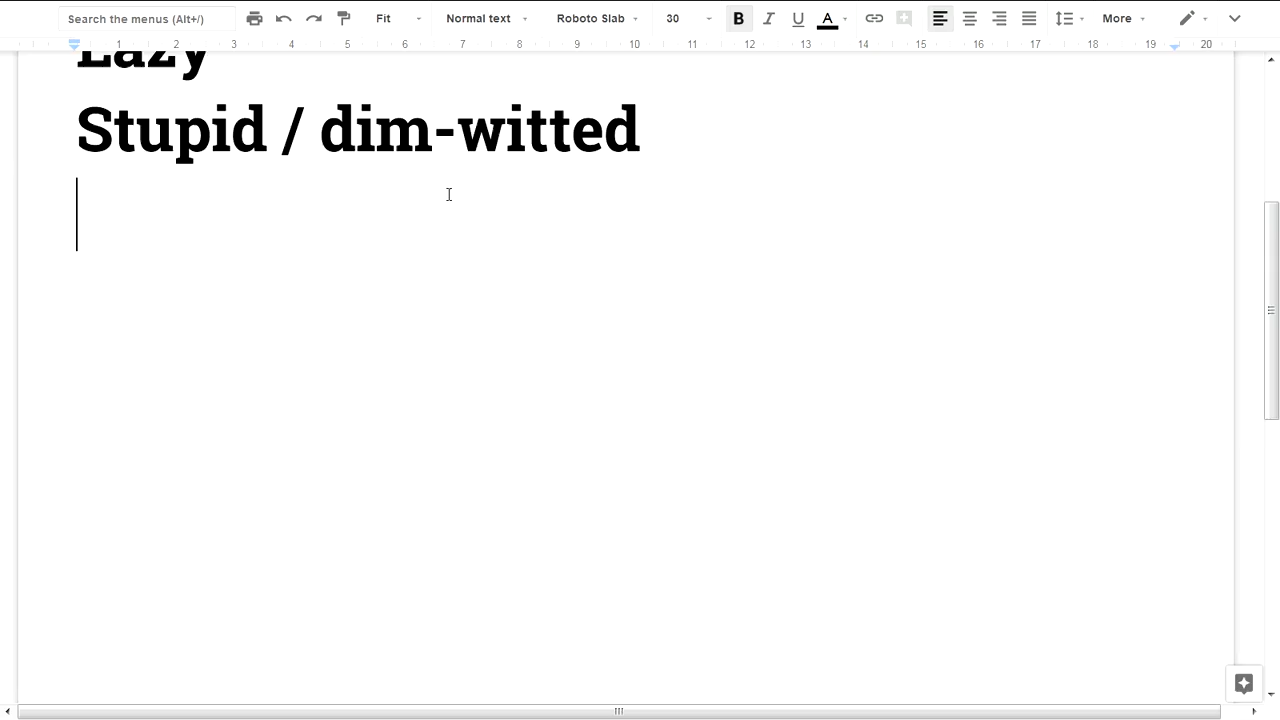 Search the menus (Alt+/) Fit Normal text Roboto Slab 30 B I U A More
1 2 3 4 5 6 7 8 9 10 11 12 13 14 15 16 17 18 19 20
Lazy
Stupid / dim-witted